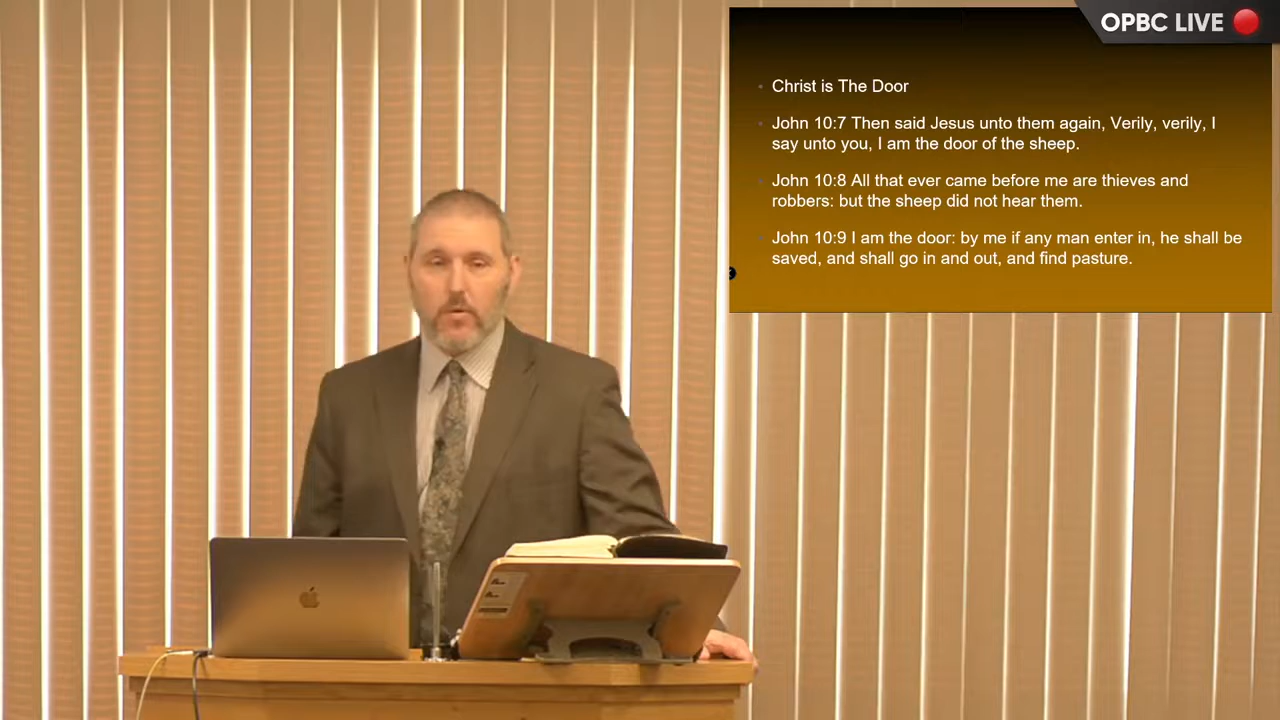 OPBC LIVE
Christ is The Door
John 10:7 Then said Jesus unto them again, Verily, verily, I
say unto you, I am the door of the sheep.
John 10:8 All that ever came before me are thieves and
robbers: but the sheep did not hear them.
John 10:9 I am the door: by me if any man enter in, he shall be
saved, and shall go in and out, and find pasture.